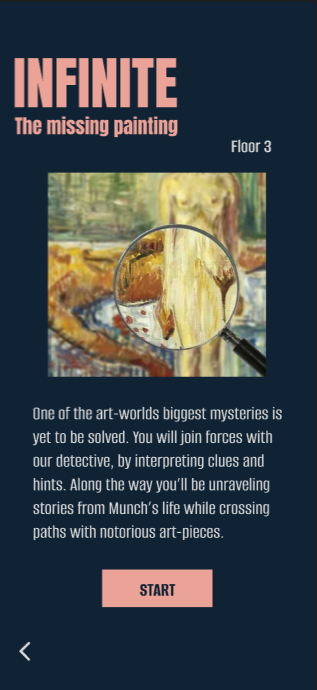 INFINITE
The missing painting
Floor 3
One of the art-worlds biggest mysteries is
yet to be solved. You will join forces with
our detective, by interpreting clues and
hints. Along the way you'll be unraveling
stories from Munch's life while crossing
paths with notorious art-pieces.
START